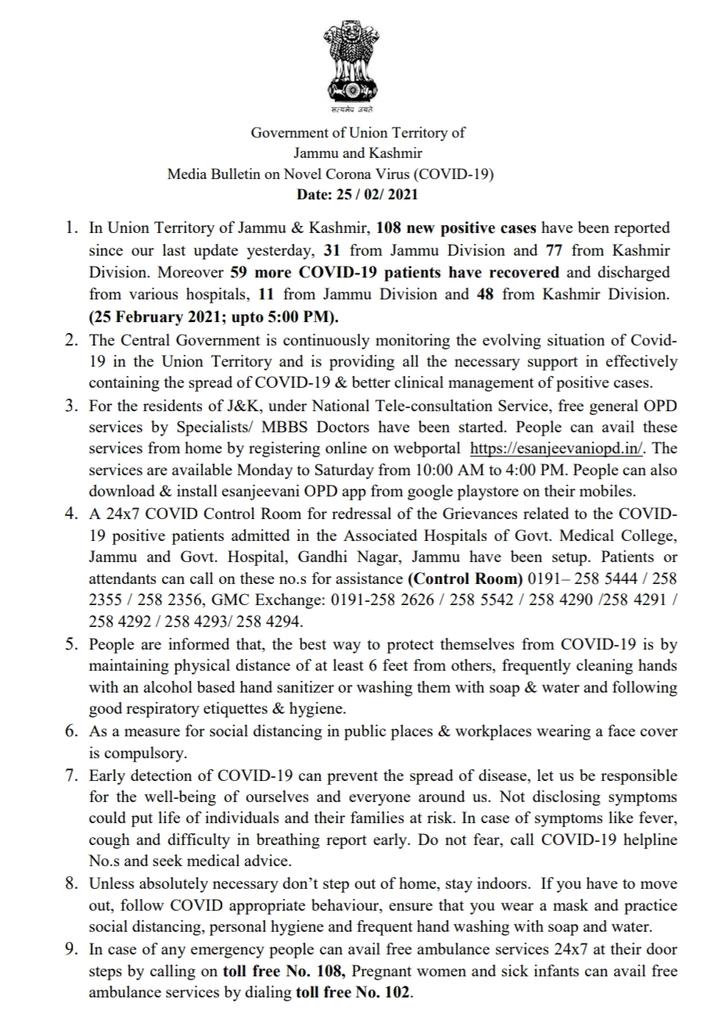 सत्यमेव जयते
Government of Union Territory of
Jammu and Kashmir
Media Bulletin on Novel Corona Virus (COVID-19)
Date: 25 / 02/ 2021
1. In Union Territory of Jammu & Kashmir, 108 new positive cases have been reported
since our last update yesterday, 31 from Jammu Division and 77 from Kashmir
Division. Moreover 59 more COVID-19 patients have recovered and discharged
from various hospitals, 11 from Jammu Division and 48 from Kashmir Division.
(25 February 2021; upto 5:00 PM).
2. The Central Government is continuously monitoring the evolving situation of Covid-
19 in the Union Territory and is providing all the necessary support in effectively
containing the spread of COVID-19 & better clinical management of positive cases.
3. For the residents of J&K, under National Tele-consultation Service, free general OPD
services by Specialists/ MBBS Doctors have been started. People can avail these
services from home by registering online on webportal https://esanjeevaniopd.in/. The
services are available Monday to Saturday from 10:00 AM to 4:00 PM. People can also
download & install esanjeevani OPD app from google playstore on their mobiles.
4. A 24x7 COVID Control Room for redressal of the Grievances related to the COVID-
19 positive patients admitted in the Associated Hospitals of Govt. Medical College,
Jammu and Govt. Hospital, Gandhi Nagar, Jammu have been setup. Patients or
attendants can call on these no.s for assistance (Control Room) 0191– 258 5444 / 258
2355 / 258 2356, GMC Exchange: 0191-258 2626 / 258 5542 / 258 4290 /258 4291 /
258 4292 / 258 4293/ 258 4294.
5. People are informed that, the best way to protect themselves from COVID-19 is by
maintaining physical distance of at least 6 feet from others, frequently cleaning hands
with an alcohol based hand sanitizer or washing them with soap & water and following
good respiratory etiquettes & hygiene.
6. As a measure for social distancing in public places & workplaces wearing a face cover
is compulsory.
7. Early detection of COVID-19 can prevent the spread of disease, let us be responsible
for the well-being of ourselves and everyone around us. Not disclosing symptoms
could put life of individuals and their families at risk. In case of symptoms like fever,
cough and difficulty in breathing report early. Do not fear, call COVID-19 helpline
No.s and seek medical advice.
8. Unless absolutely necessary don’t step out of home, stay indoors. If you have to move
out, follow COVID appropriate behaviour, ensure that you wear a mask and practice
social distancing, personal hygiene and frequent hand washing with soap and water.
9. In case of any emergency people can avail free ambulance services 24x7 at their door
steps by calling on toll free No. 108, Pregnant women and sick infants can avail free
ambulance services by dialing toll free No. 102.